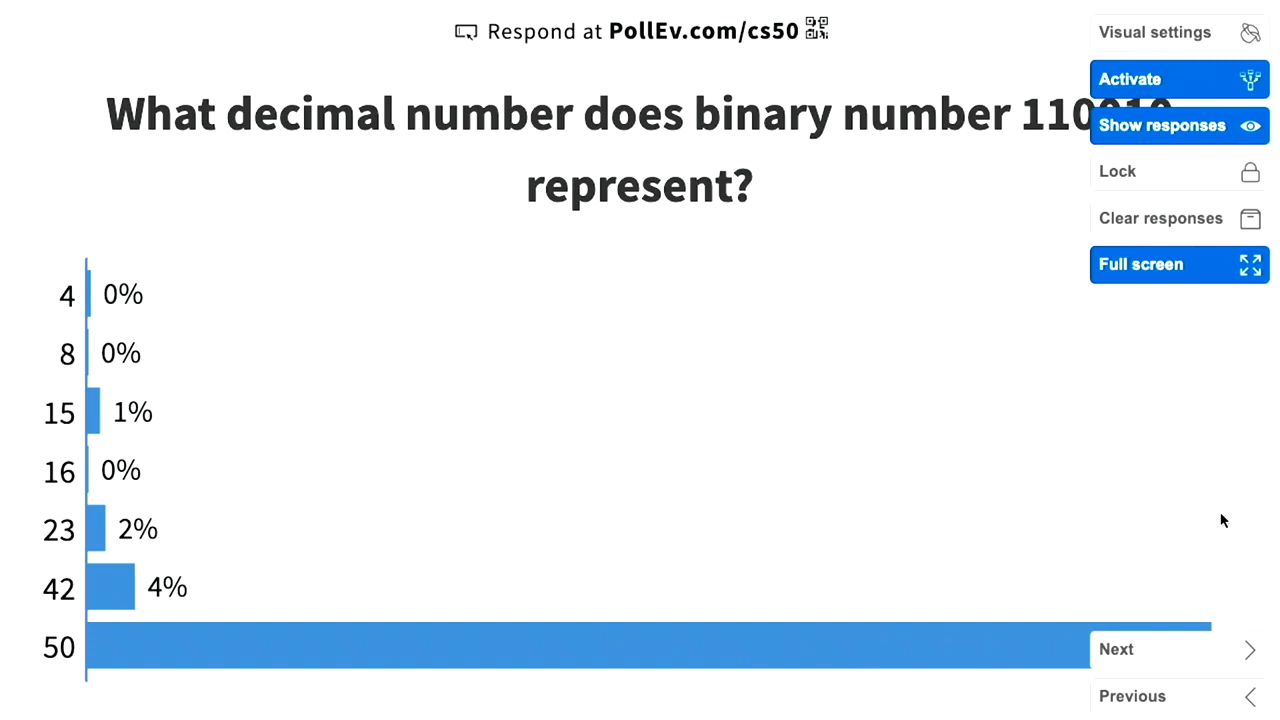 Respond at PollEv.com/cs50
What decimal number does binary number 110010
represent?
4 0%
8 0%
15 1%
16 0%
23 2%
42 4%
50
Visual settings
Activate
Show responses
Lock
Clear responses
Full screen
Next
Previous